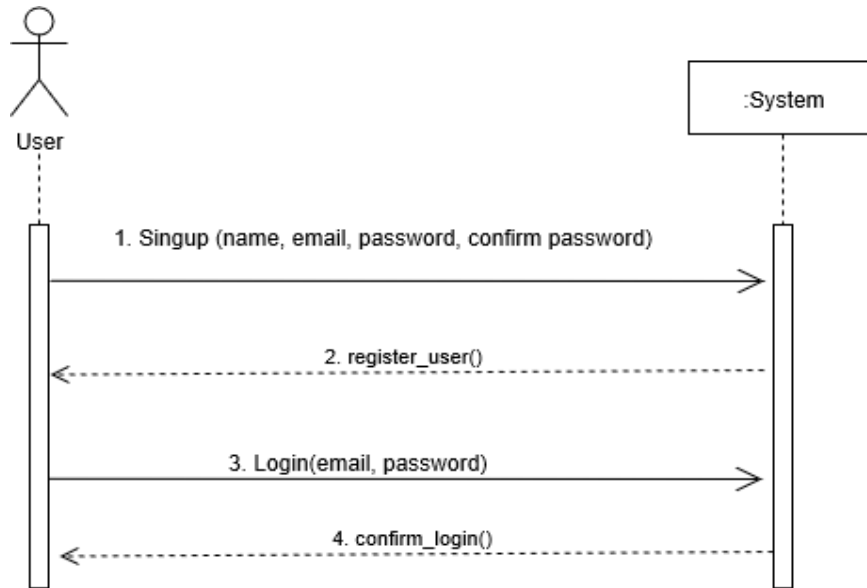 :System
User
1. Singup (name, email, password, confirm password)
2. register_user()
3. Login(email, password)
4. confirm_login()